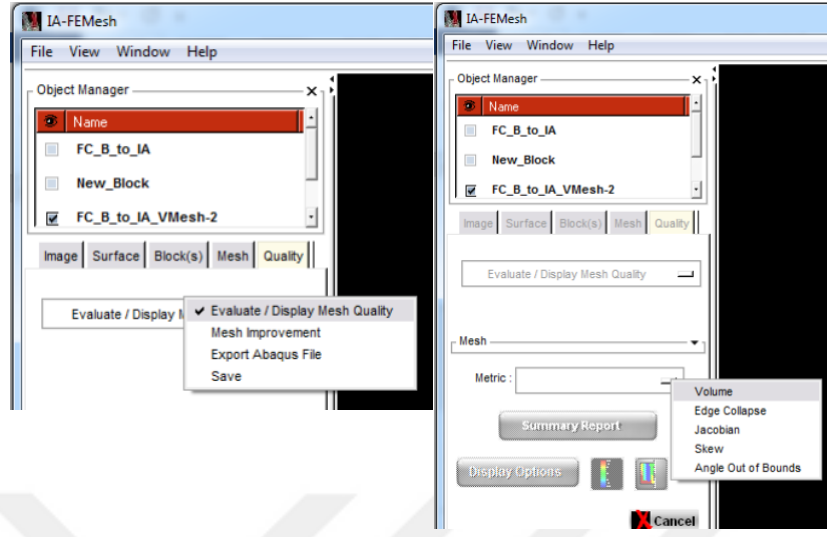 IA-FEMesh
File View Window Help
Object Manager
Name
FC_B_to_IA
New_Block
FC_B_to_IA_VMesh-2
Image Surface Block(s) Mesh Quality
Evaluate / Display
Evaluate / Display Mesh Quality
Mesh Improvement
Export Abaqus File
Save
IA-FEMesh
File View Window Help
Object Manager
Name
FC_B_to_IA
New_Block
FC_B_to_IA_VMesh-2
Image Surface Block(s) Mesh Quality
Evaluate / Display Mesh Quality
Mesh
Metric :
Volume
Edge Collapse
Jacobian
Skew
Angle Out of Bounds
Summary Report
Display Options
Cancel